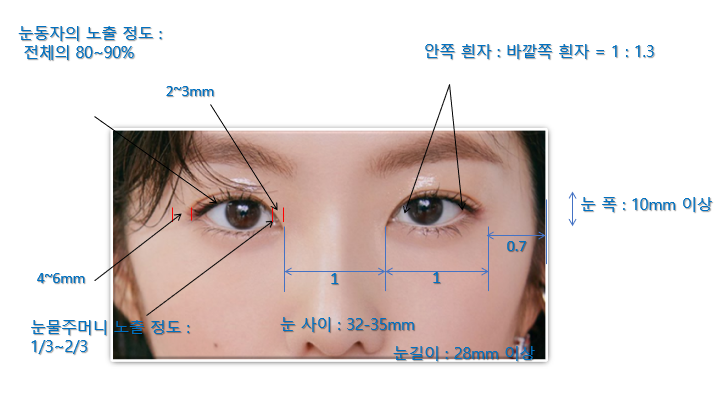 눈동자의 노출 정도 :
전체의 80~90%
안쪽 흰자 : 바깥쪽 흰자 = 1 : 1.3
2~3mm
눈 폭 : 10mm 이상
0.7
4~6mm
1
1
눈물주머니 노출 정도 :
1/3~2/3
눈 사이 : 32-35mm
눈길이 : 28mm 이상